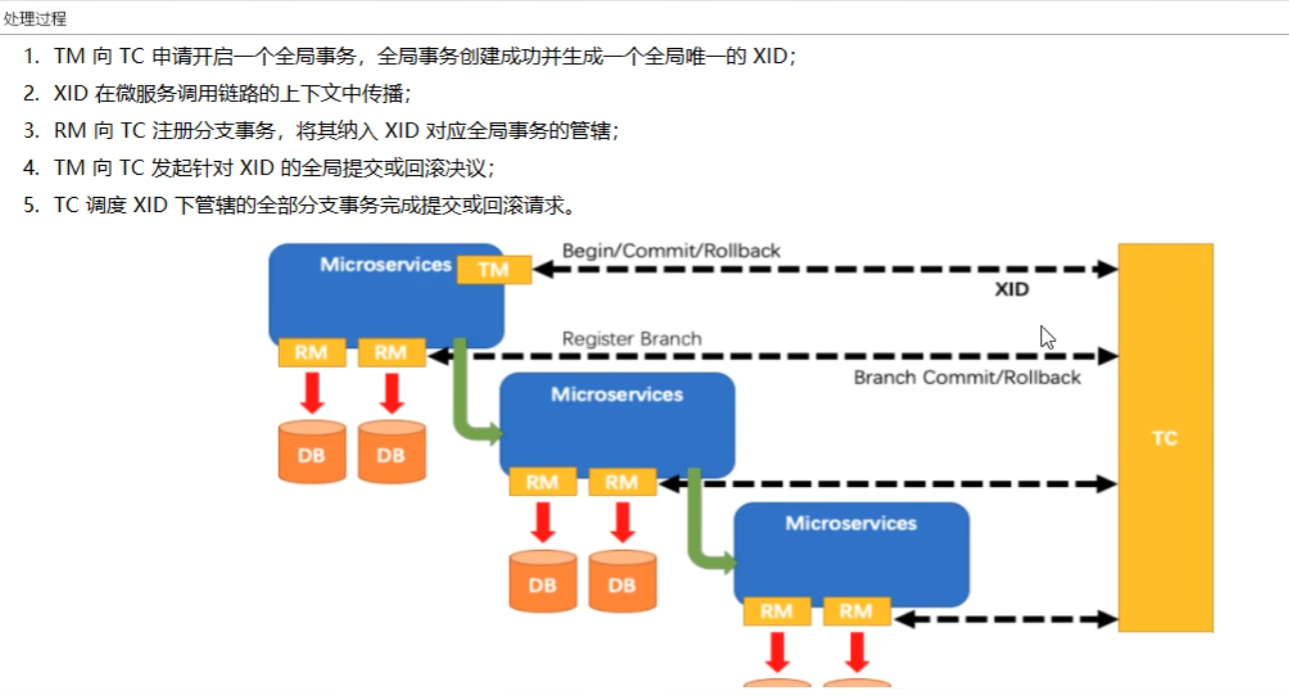 处理过程
1. TM 向 TC 申请开启一个全局事务，全局事务创建成功并生成一个全局唯一的 XID；
2. XID 在微服务调用链路的上下文中传播；
3. RM 向 TC 注册分支事务，将其纳入 XID 对应全局事务的管辖；
4. TM 向 TC 发起针对 XID 的全局提交或回滚决议；
5. TC 调度 XID 下管辖的全部分支事务完成提交或回滚请求。
Begin/Commit/Rollback
Microservices TM
XID
Register Branch
RM RM
Branch Commit/Rollback
Microservices
TC
DB DB
RM RM
Microservices
DB DB
RM RM